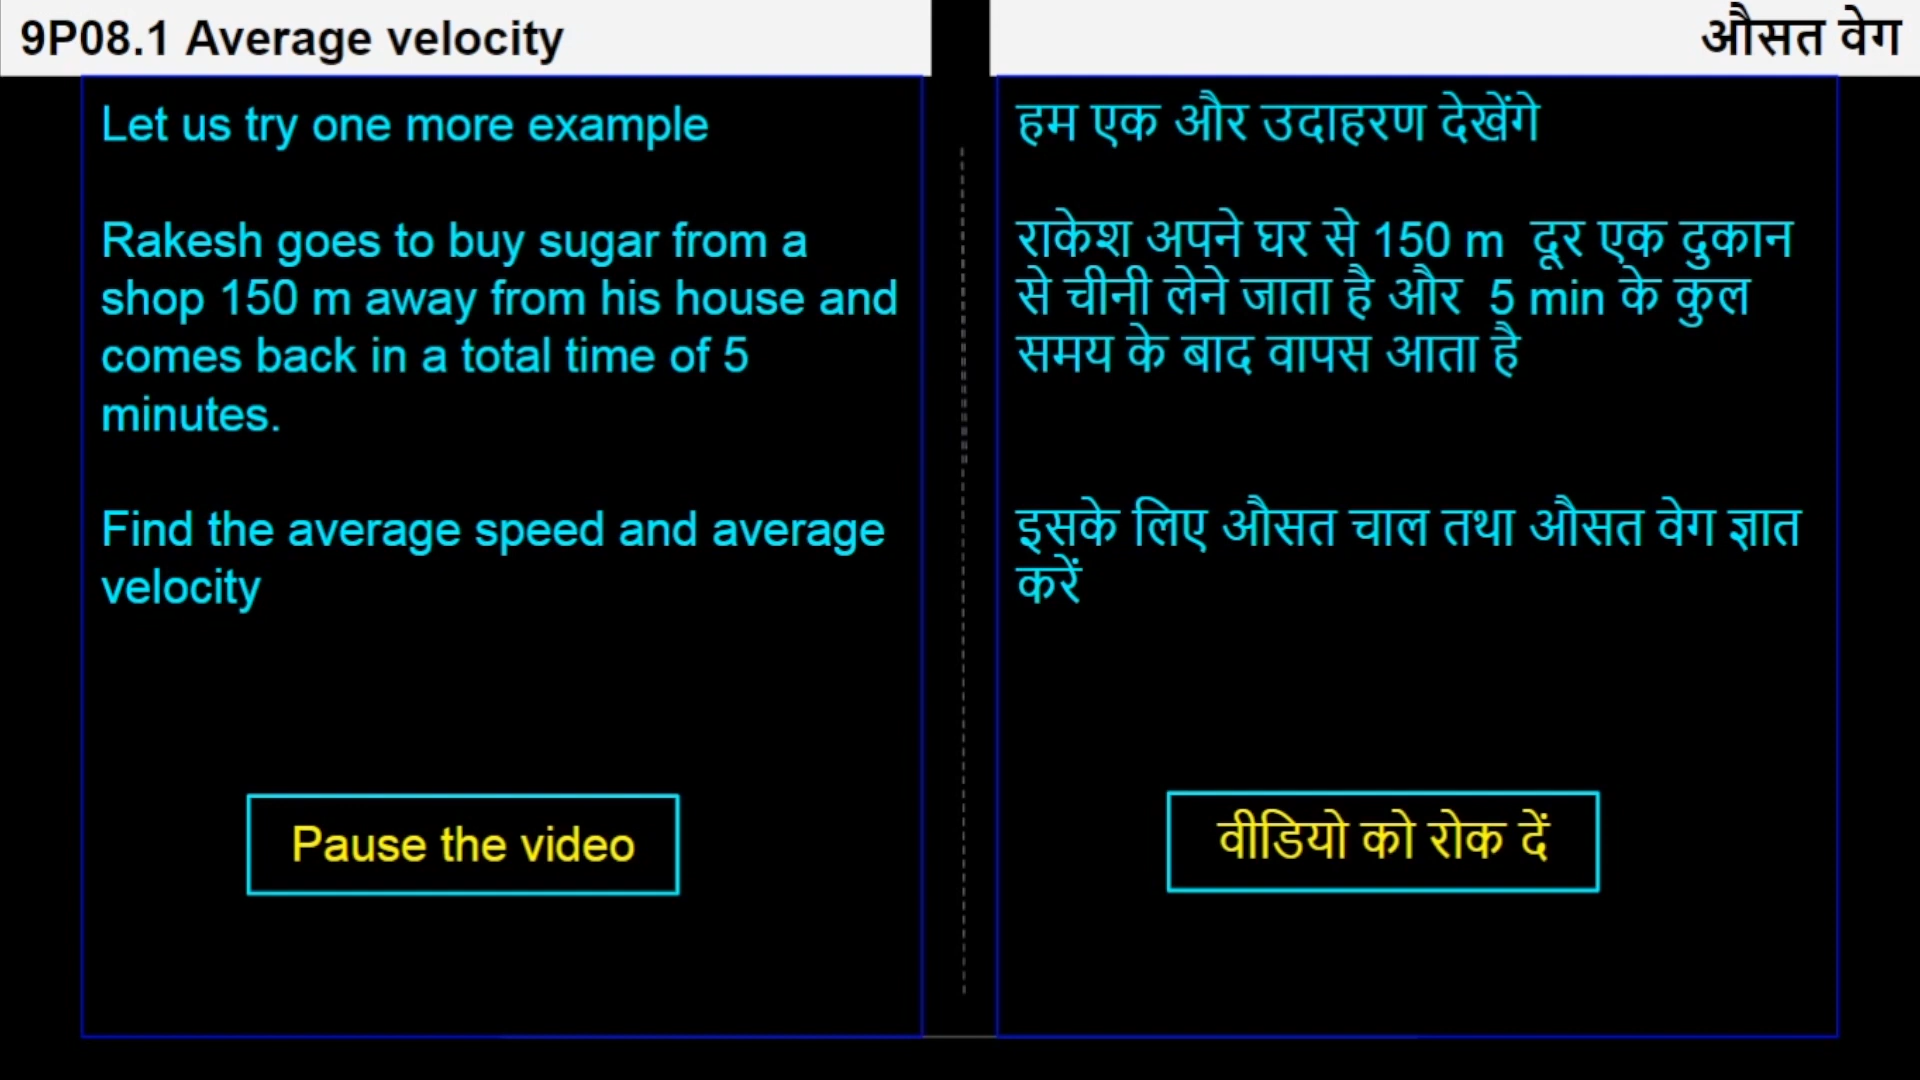 9P08.1 Average velocity
औसत वेग
Let us try one more example
Rakesh goes to buy sugar from a
shop 150 m away from his house and
comes back in a total time of 5
minutes.
Find the average speed and average
velocity
Pause the video
हम एक और उदाहरण देखेंगे
राकेश अपने घर से 150 m दूर एक दुकान
से चीनी लेने जाता है और 5 min के कुल
समय के बाद वापस आता है
इसके लिए औसत चाल तथा औसत वेग ज्ञात
करें
वीडियो को रोक दें